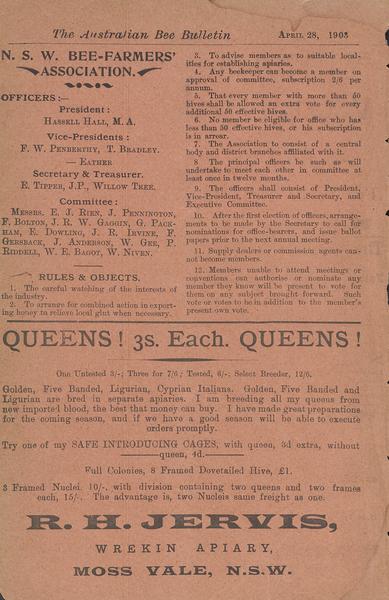 The Australian Bee Bulletin April 28, 1903
N. S. W. BEE-FARMERS'
ASSOCIATION.
OFFICERS :—
President :
Hassell Hall, M. A.
Vice-Presidents :
F. W. Penberthy, T. Bradley.
— Eather
Secretary & Treasurer.
E. Tipper, J.P., Willow Tree.
Committee :
Messrs. E. J. Rien, J. Pennington,
F. Bolton, J. R. W. Gages, G. Pack-
ham, E. Dowling, J. R. Irvine, F.
Gersback, J. Anderson, W. Gee, P.
Riddell, W. E. Bagot, W. Niven.
RULES & OBJECTS.
1. The careful watching of the interests of
the industry.
2. To arrange for combined action in export-
ing honey to relieve local glut when necessary.
3. To advise members as to suitable local-
ities for establishing apiaries.
4. Any beekeeper can become a member on
approval of committee, subscription 2/6 per
annum.
5. That every member with more than 50
hives shall be allowed an extra vote for every
additional 50 effective hives.
6. No member be eligible for office who has
less than 50 effective hives, or his subscription
is in arrear.
7. The Association to consist of a central
body and district branches affiliated with it.
8 The principal officers be such as will
undertake to meet each other in committee at
least once in twelve months.
9. The officers shall consist of President,
Vice-President, Treasurer and Secretary, and
Executive Committee.
10. After the first election of officers, arrange-
ments to be made by the Secretary to call for
nominations for office-bearers, and issue ballot
papers prior to the next annual meeting.
11. Supply dealers or commission agents can-
not become members.
12. Members unable to attend meetings or
conventions can authorise or nominate any
member they know will be present to vote for
them on any subject brought forward. Such
vote or votes to be in addition to the member's
present own vote.
QUEENS ! 3s. Each. QUEENS !
One Untested 3/-; Three for 7/6; Tested, 6/-; Select Breeder, 12/6.
Golden, Five Banded, Ligurian, Cyprian Italians. Golden, Five Banded and
Ligurian are bred in separate apiaries. I am breeding all my queens from
new imported blood, the best that money can buy. I have made great preparations
for the coming season, and if we have a good season will be able to execute
orders promptly.
Try one of my SAFE INTRODUCING CAGES, with queen, 3d extra, without
queen, 4d.
Full Colonies, 8 Framed Dovetailed Hive, £1.
3 Framed Nuclei. 10/-, with division containing two queens and two frames
each, 15/-. The advantage is, two Nucleis same freight as one.
R. H. JERVIS,
WREKIN APIARY,
MOSS VALE, N.S.W.